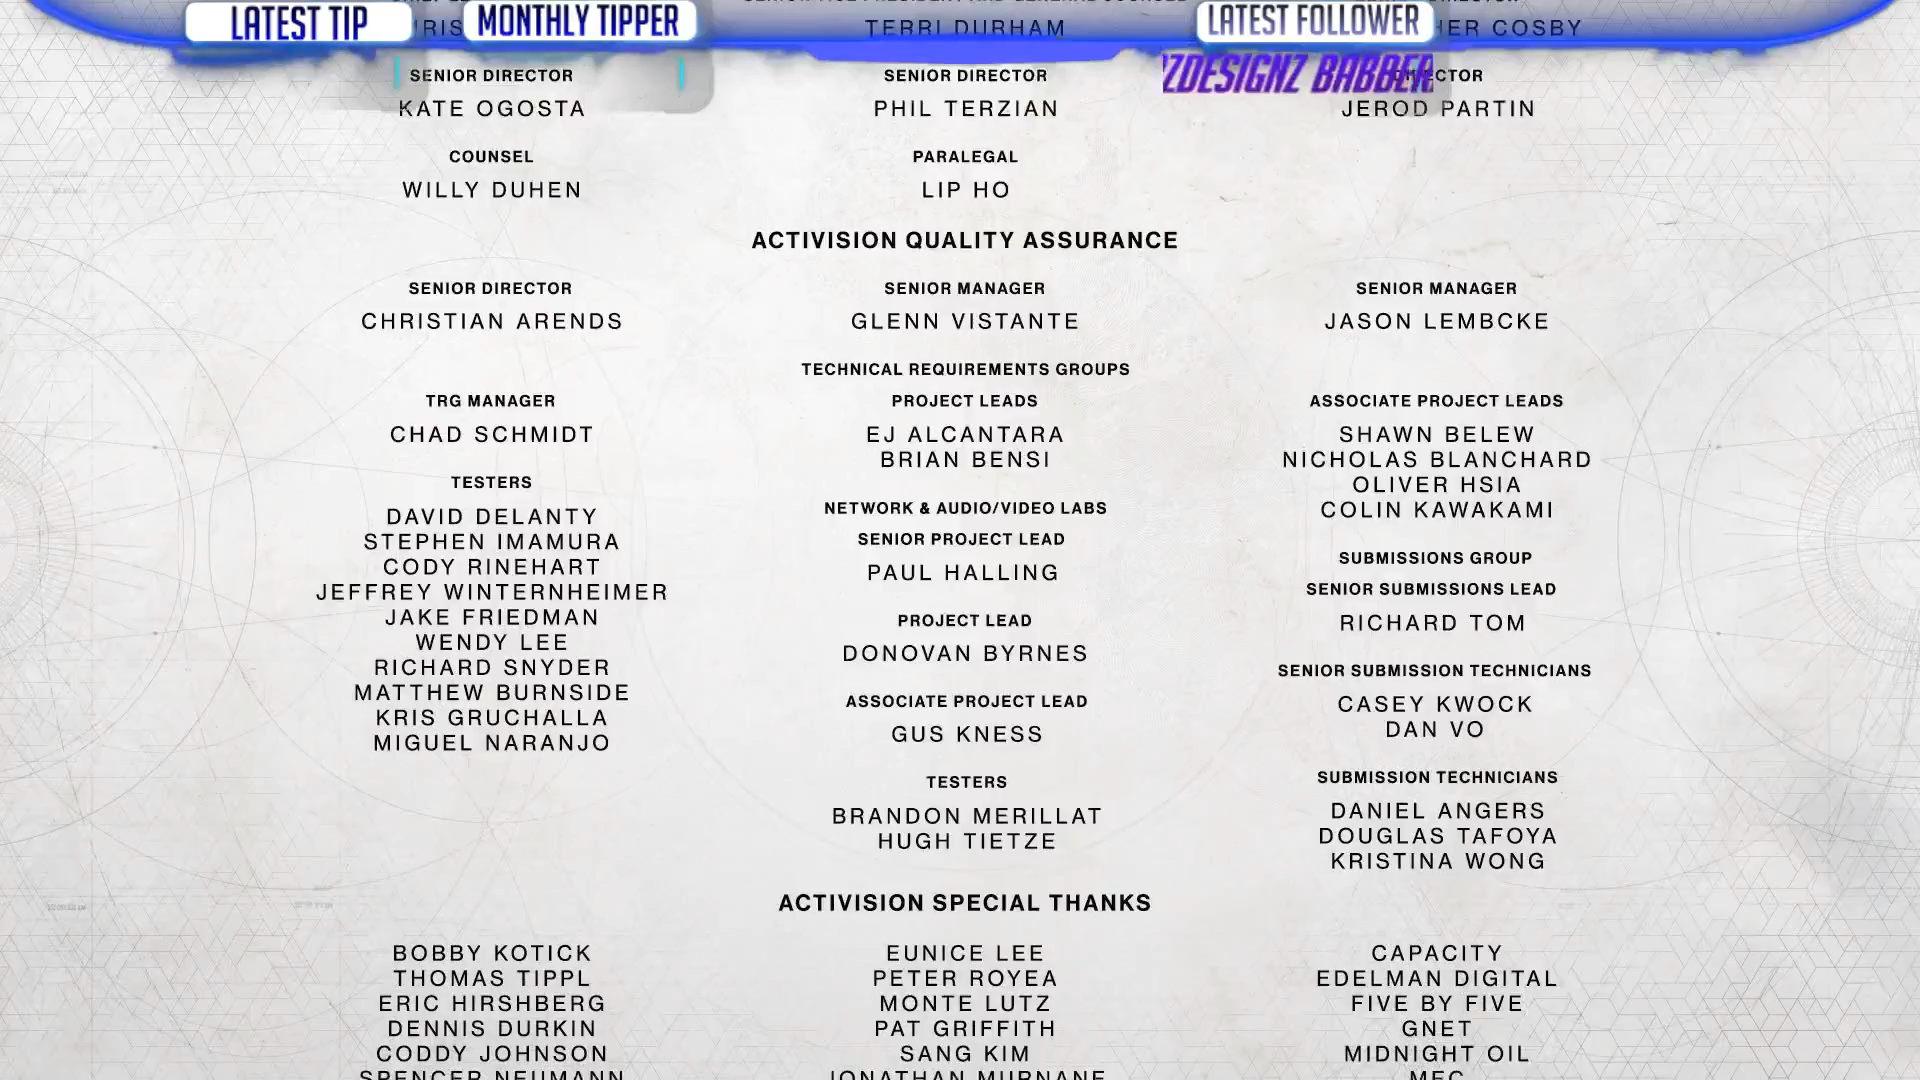 LATEST TIP
MONTHLY TIPPER
TERRI DURHAM
LATEST FOLLOWER
COSBY
SENIOR DIRECTOR
KATE OGOSTA
SENIOR DIRECTOR
PHIL TERZIAN
ZDESIGNZ BABBER
JEROD PARTIN
COUNSEL
WILLY DUHEN
PARALEGAL
LIP HO
ACTIVISION QUALITY ASSURANCE
SENIOR DIRECTOR
CHRISTIAN ARENDS
SENIOR MANAGER
GLENN VISTANTE
SENIOR MANAGER
JASON LEMBCKE
TECHNICAL REQUIREMENTS GROUPS
TRG MANAGER
CHAD SCHMIDT
TESTERS
DAVID DELANTY
STEPHEN IMAMURA
CODY RINEHART
JEFFREY WINTERNHEIMER
JAKE FRIEDMAN
WENDY LEE
RICHARD SNYDER
MATTHEW BURNSIDE
KRIS GRUCHALLA
MIGUEL NARANJO
PROJECT LEADS
EJ ALCANTARA
BRIAN BENSI
NETWORK & AUDIO/VIDEO LABS
SENIOR PROJECT LEAD
PAUL HALLING
PROJECT LEAD
DONOVAN BYRNES
ASSOCIATE PROJECT LEAD
GUS KNESS
TESTERS
BRANDON MERILLAT
HUGH TIETZE
ASSOCIATE PROJECT LEADS
SHAWN BELEW
NICHOLAS BLANCHARD
OLIVER HSIA
COLIN KAWAKAMI
SUBMISSIONS GROUP
SENIOR SUBMISSIONS LEAD
RICHARD TOM
SENIOR SUBMISSION TECHNICIANS
CASEY KWOCK
DAN VO
SUBMISSION TECHNICIANS
DANIEL ANGERS
DOUGLAS TAFOYA
KRISTINA WONG
ACTIVISION SPECIAL THANKS
BOBBY KOTICK
THOMAS TIPPL
ERIC HIRSHBERG
DENNIS DURKIN
CODDY JOHNSON
SPENCER NEUMANN
EUNICE LEE
PETER ROYEA
MONTE LUTZ
PAT GRIFFITH
SANG KIM
JONATHAN MURNANE
CAPACITY
EDELMAN DIGITAL
FIVE BY FIVE
GNET
MIDNIGHT OIL
MEC